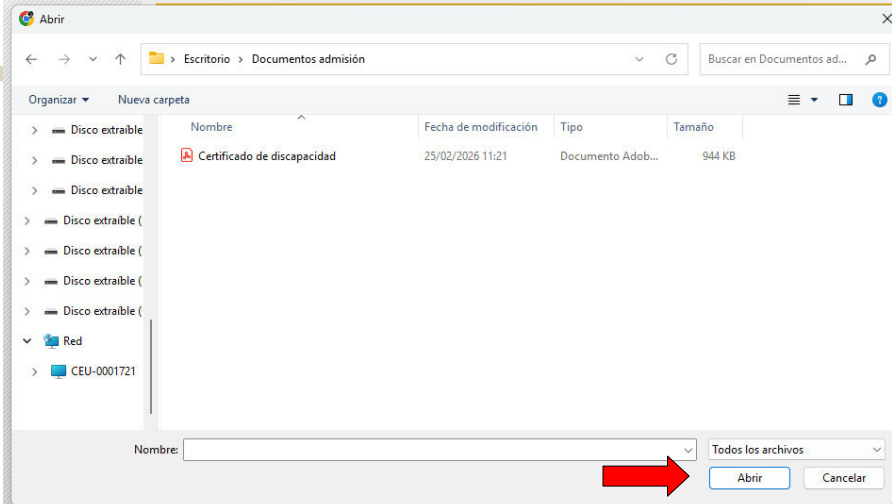 Abrir
Escritorio > Documentos admisión
Buscar en Documentos ad...
Organizar
Nueva carpeta
Nombre
Fecha de modificación
Tipo
Tamaño
Certificado de discapacidad
25/02/2026 11:21
Documento Adob...
944 KB
Disco extraíble
Disco extraíble
Disco extraíble
Disco extraíble (
Disco extraíble (
Disco extraíble (
Disco extraíble (
Red
CEU-0001721
Nombre:
Todos los archivos
Abrir
Cancelar